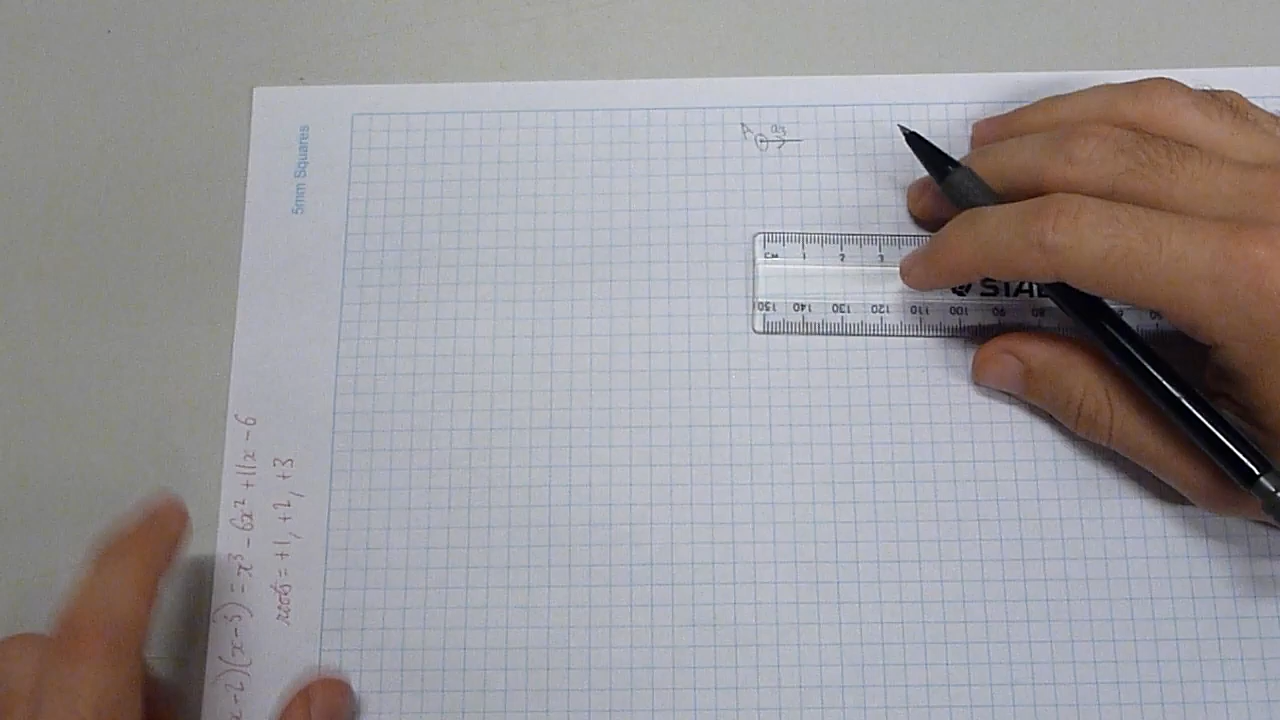 5mm Squares
A a₃
CM 1 2 3
STAE
150 140 130 120 110 100 90 80
x-2)(x-3) = x³ - 6x² + 11x - 6
roots = +1, +2, +3